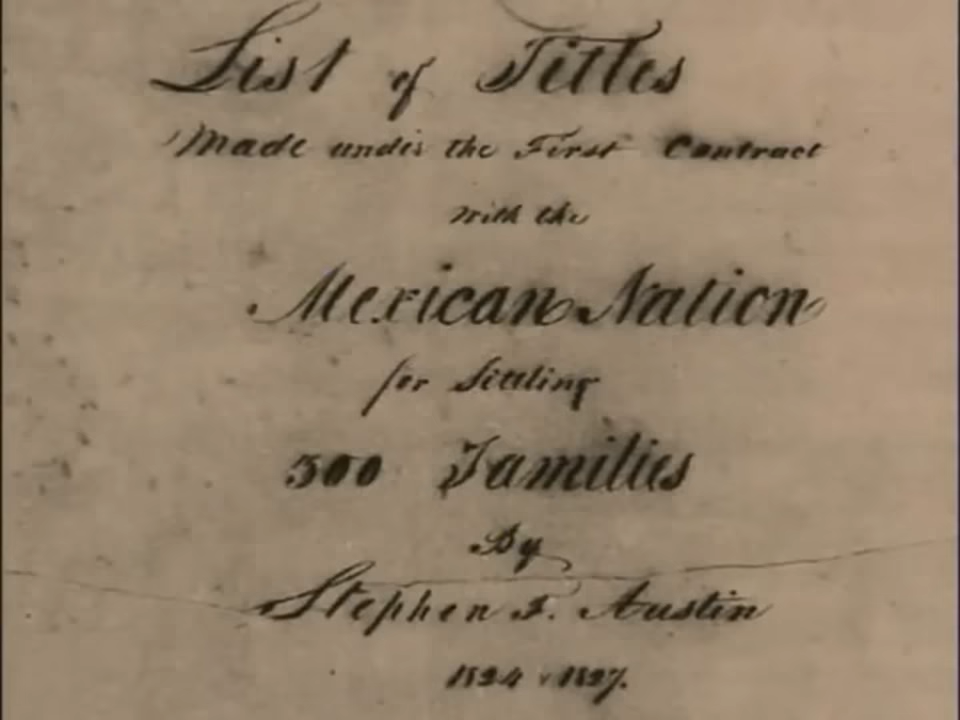 List of Titles
Made under the First Contract
with the
Mexican Nation
for Settling
300 Families
By
Stephen F. Austin
1824 & 1827.